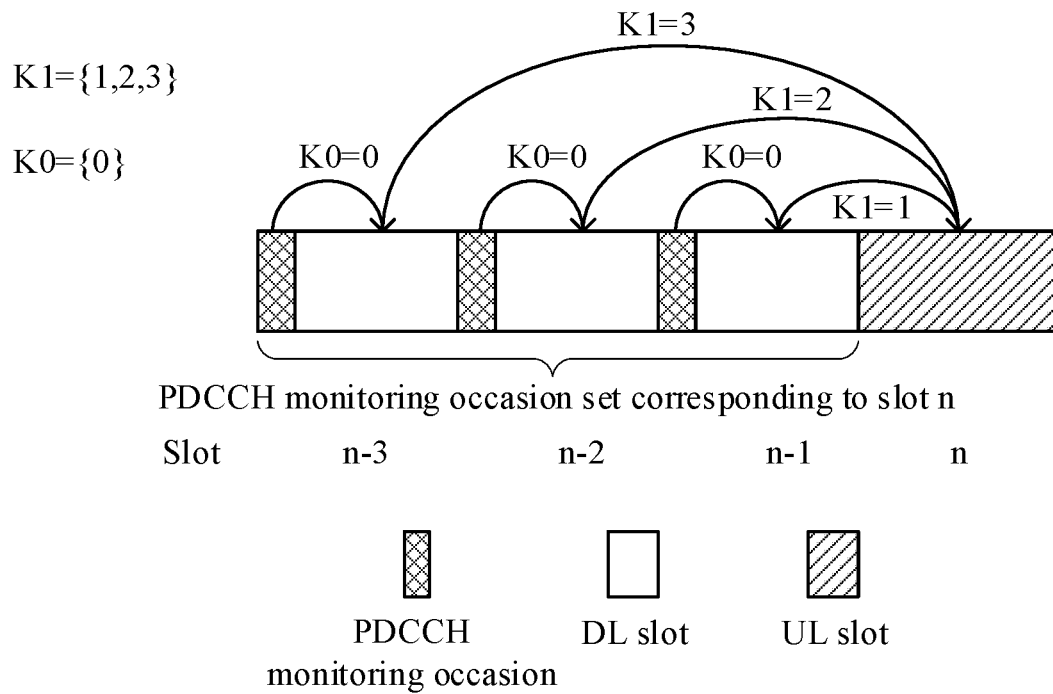 K1=3
K1={1,2,3}
K1=2
K0={0}
K0=0 K0=0 K0=0
K1=1
PDCCH monitoring occasion set corresponding to slot n
Slot n-3 n-2 n-1 n
PDCCH DL slot UL slot
monitoring occasion